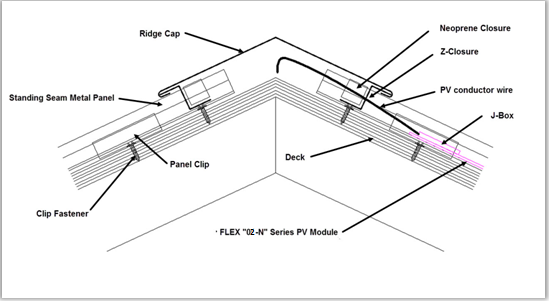 Ridge Cap
Neoprene Closure
Z-Closure
Standing Seam Metal Panel
PV conductor wire
J-Box
Panel Clip
Deck
Clip Fastener
FLEX "02-N" Series PV Module